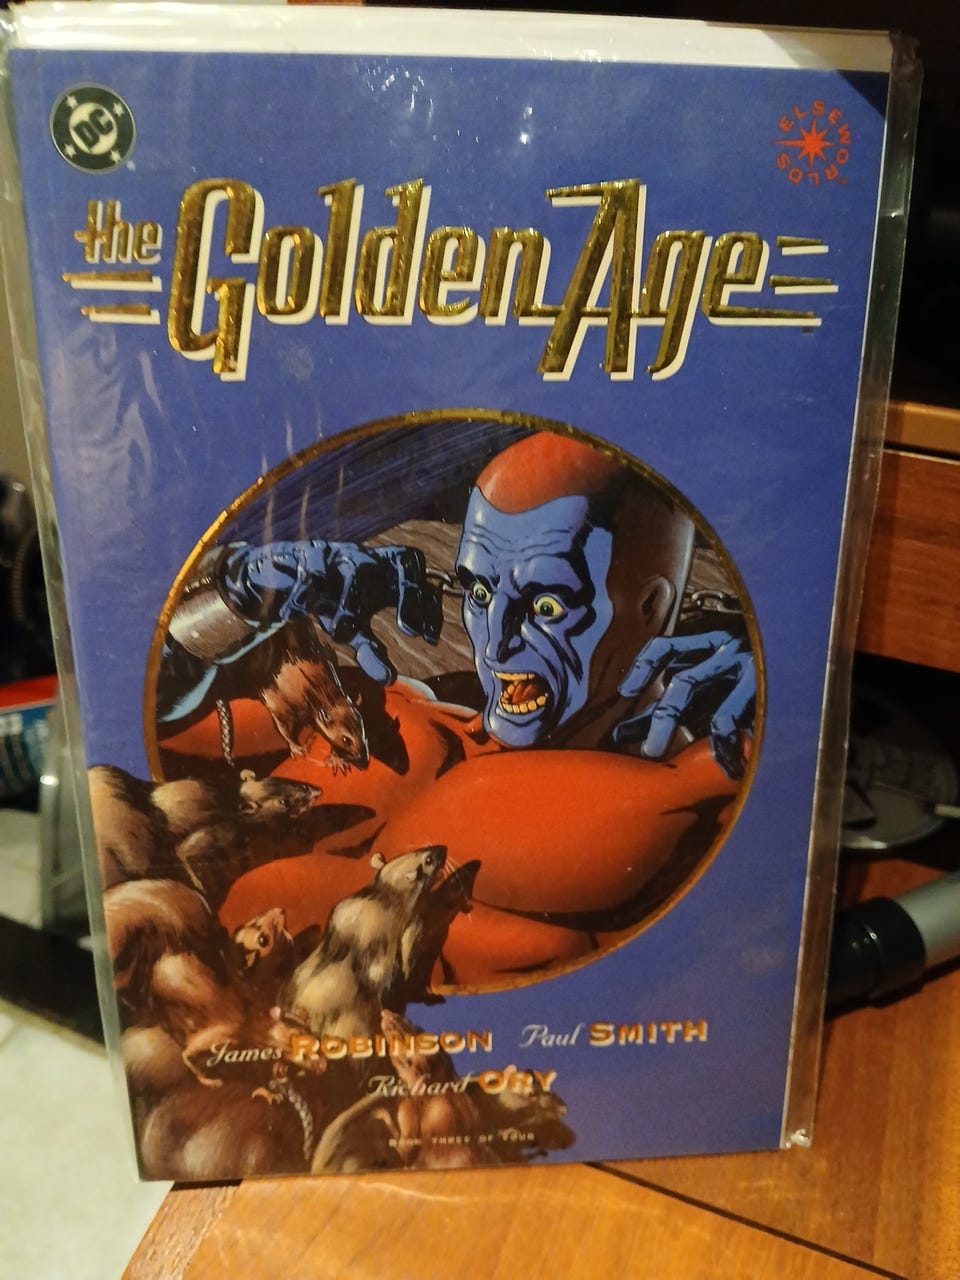 DC
ELSEWORLDS
the Golden Age
James ROBINSON Paul SMITH
Richard ORY
BOOK THREE OF FOUR